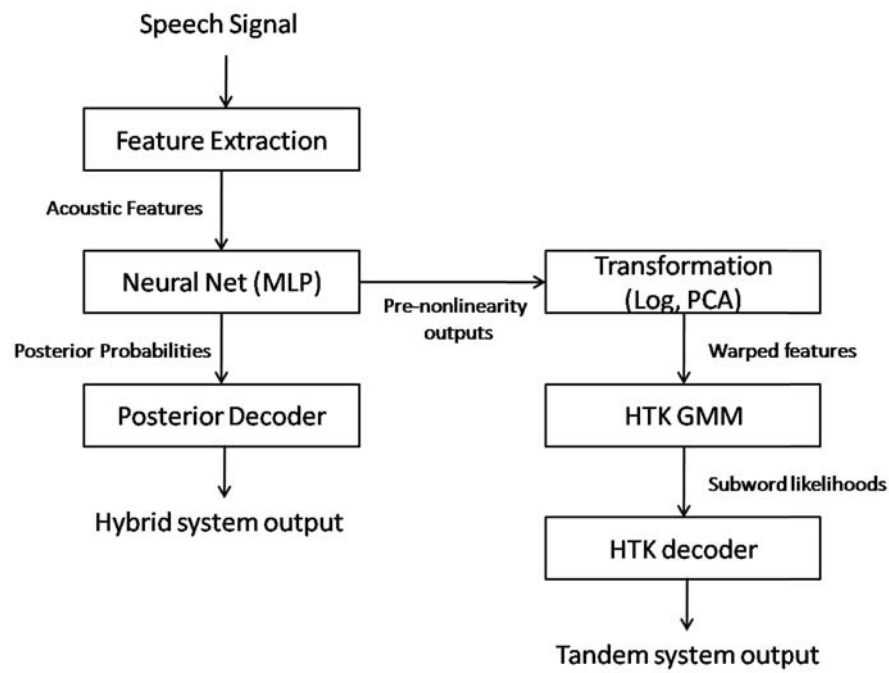 Speech Signal
Feature Extraction
Acoustic Features
Neural Net (MLP)
Pre-nonlinearity
outputs
Transformation
(Log, PCA)
Posterior Probabilities
Warped features
Posterior Decoder
HTK GMM
Subword likelihoods
Hybrid system output
HTK decoder
Tandem system output